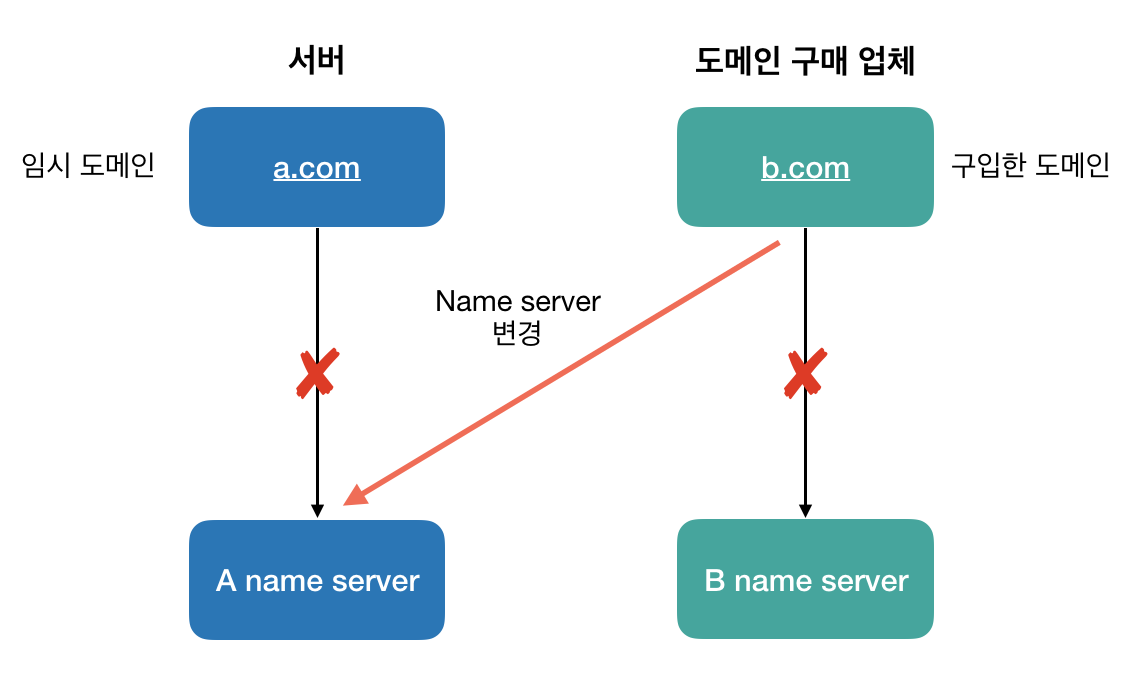 서버
도메인 구매 업체
임시 도메인
a.com
b.com
구입한 도메인
Name server
변경
A name server
B name server